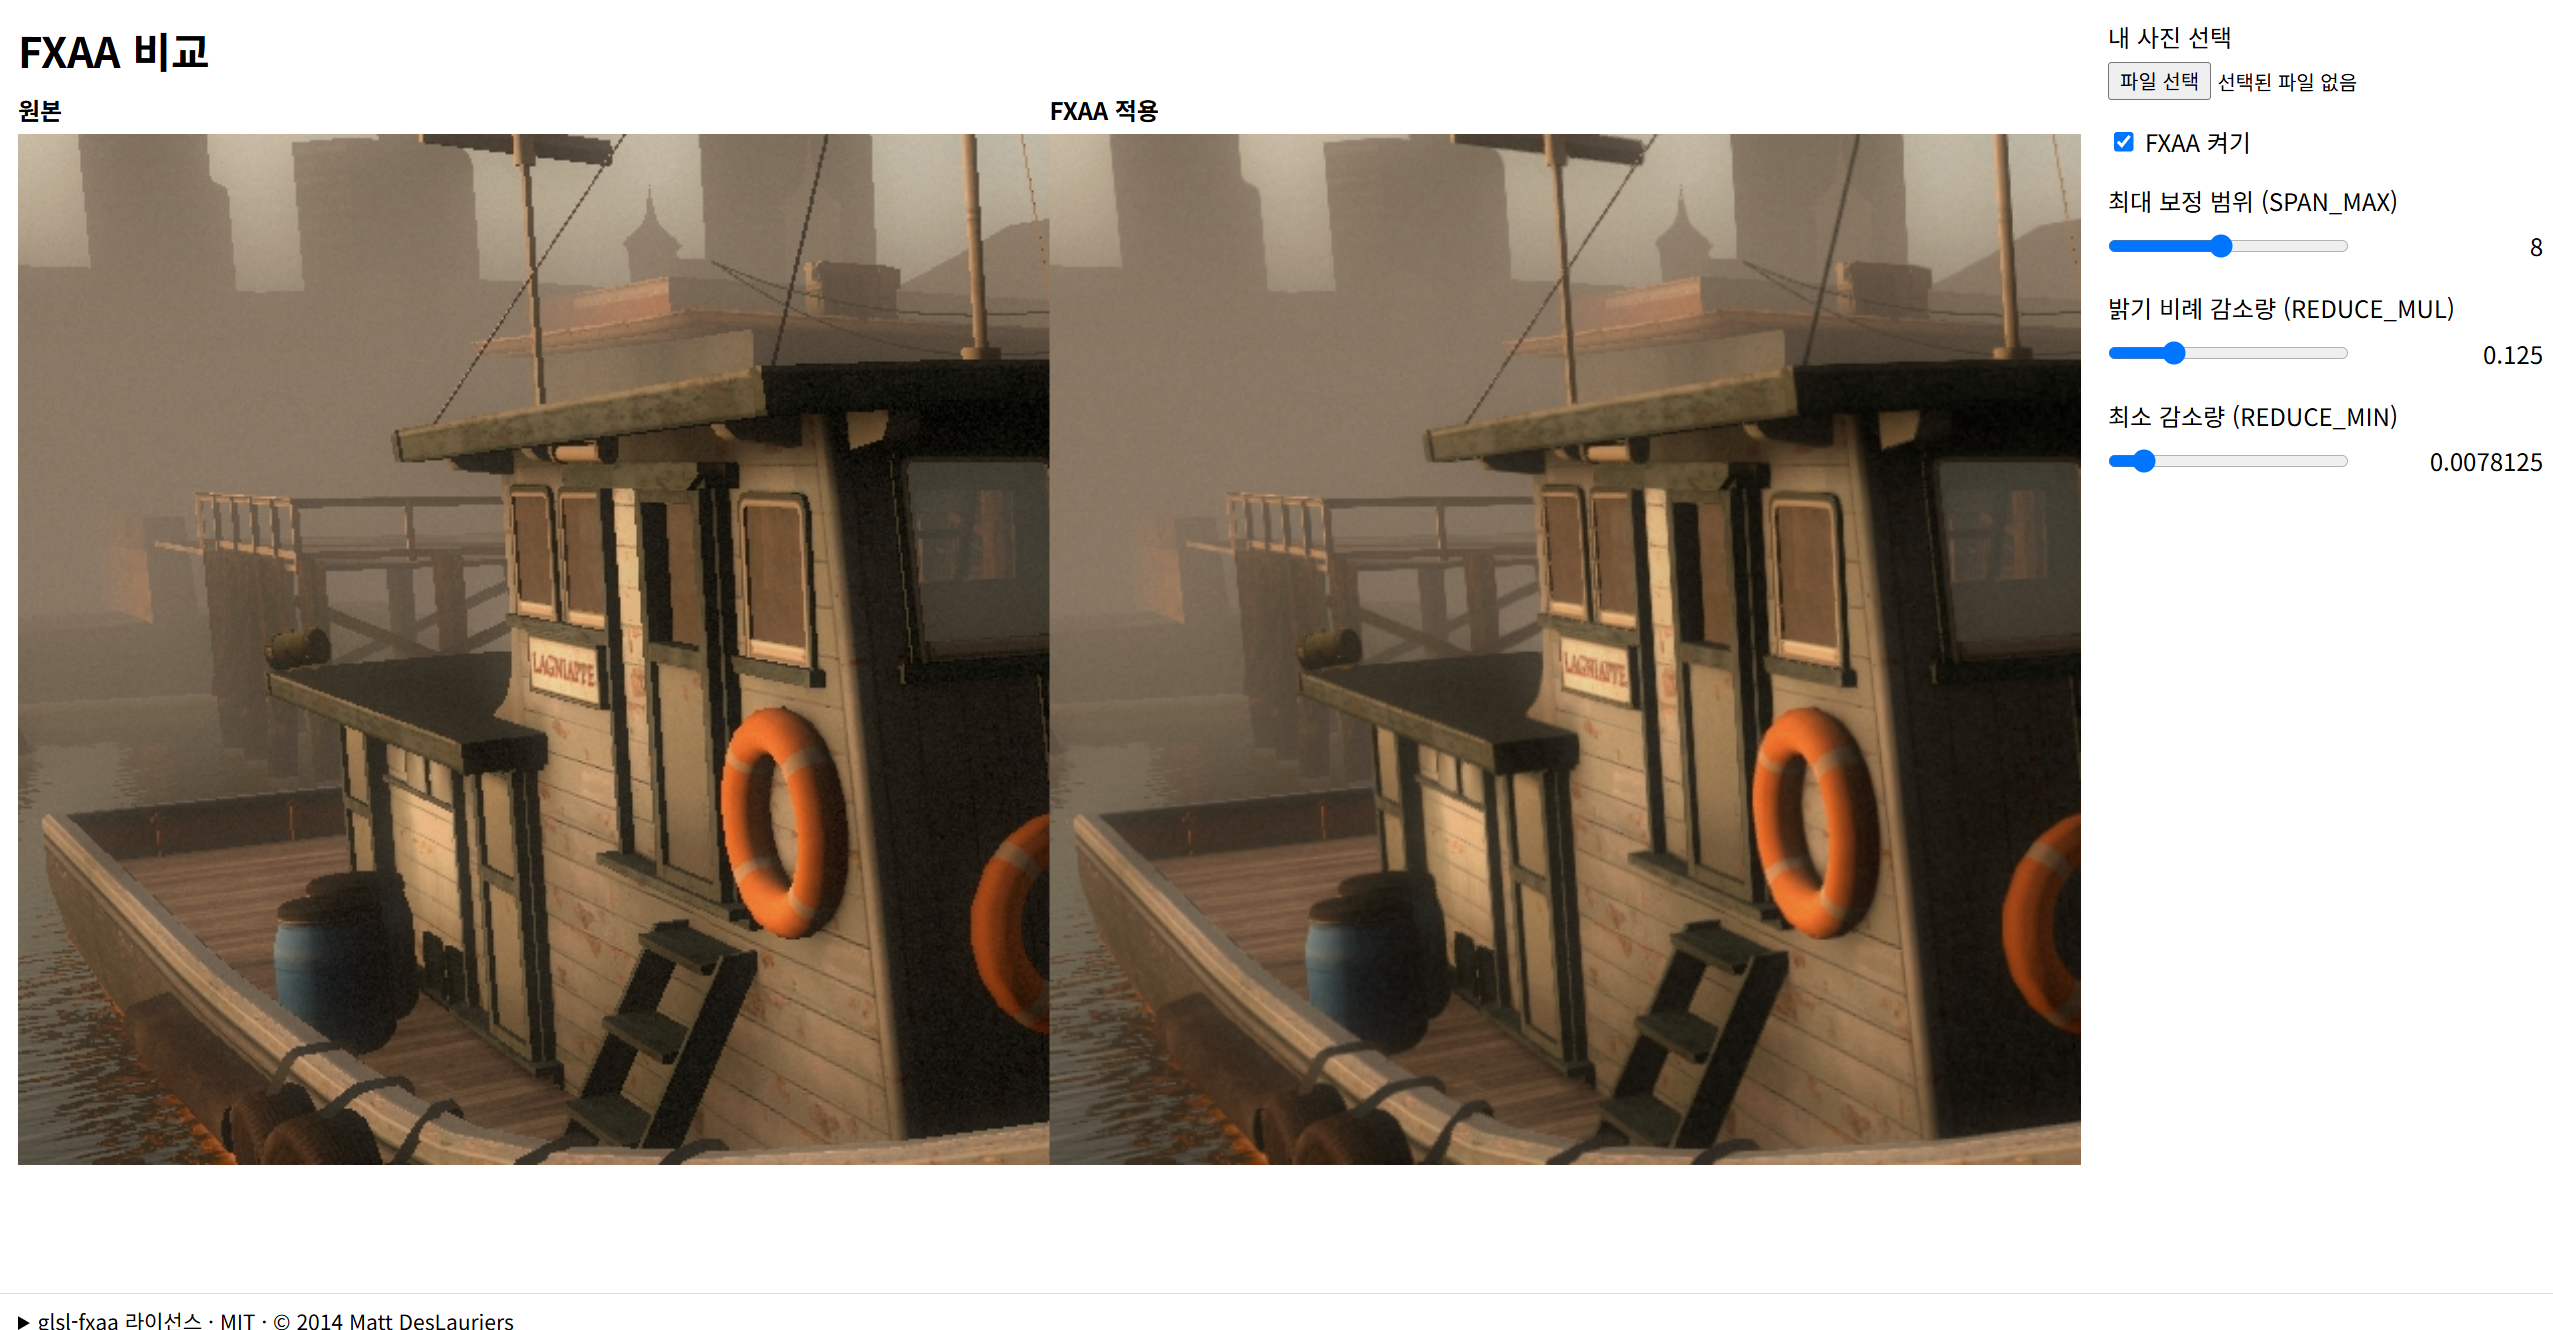 FXAA 비교
원본
FXAA 적용
LAGNIAPPE
LAGNIAPPE
내 사진 선택
파일 선택 선택된 파일 없음
FXAA 켜기
최대 보정 범위 (SPAN_MAX)
8
밝기 비례 감소량 (REDUCE_MUL)
0.125
최소 감소량 (REDUCE_MIN)
0.0078125
▶ glsl-fxaa 라이선스 · MIT · © 2014 Matt DesLauriers